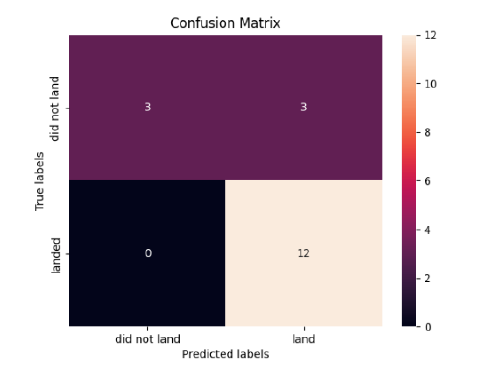 Confusion Matrix
True labels
did not land
landed
3
3
0
12
did not land
land
Predicted labels
12
10
8
6
4
2
0